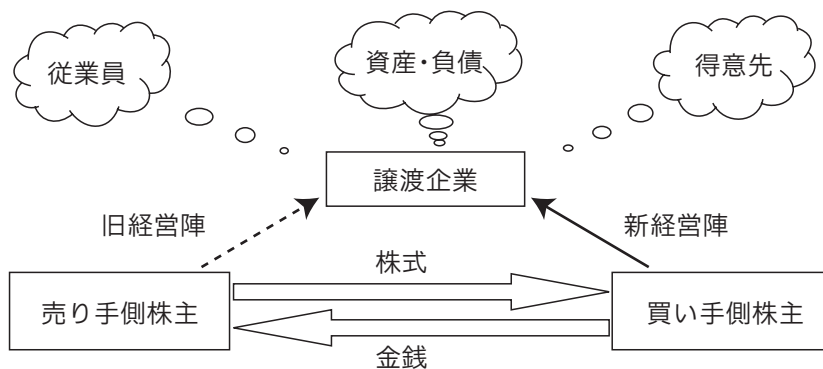 従業員
資産・負債
得意先
譲渡企業
旧経営陣
新経営陣
株式
売り手側株主
買い手側株主
金銭